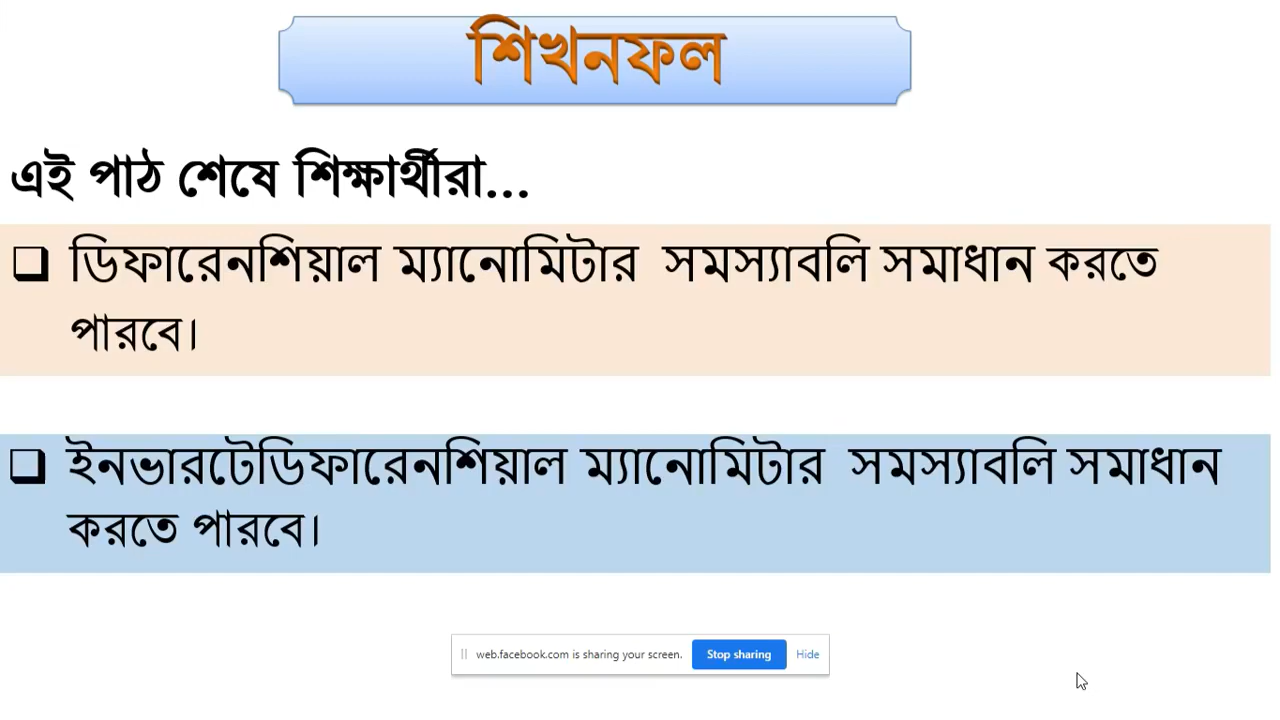 শিখনফল
এই পাঠ শেষে শিক্ষার্থীরা...
ডিফারেনশিয়াল ম্যানোমিটার সমস্যাবলি সমাধান করতে
পারবে।
ইনভারটেডিফারেনশিয়াল ম্যানোমিটার সমস্যাবলি সমাধান
করতে পারবে।
web.facebook.com is sharing your screen. Stop sharing Hide